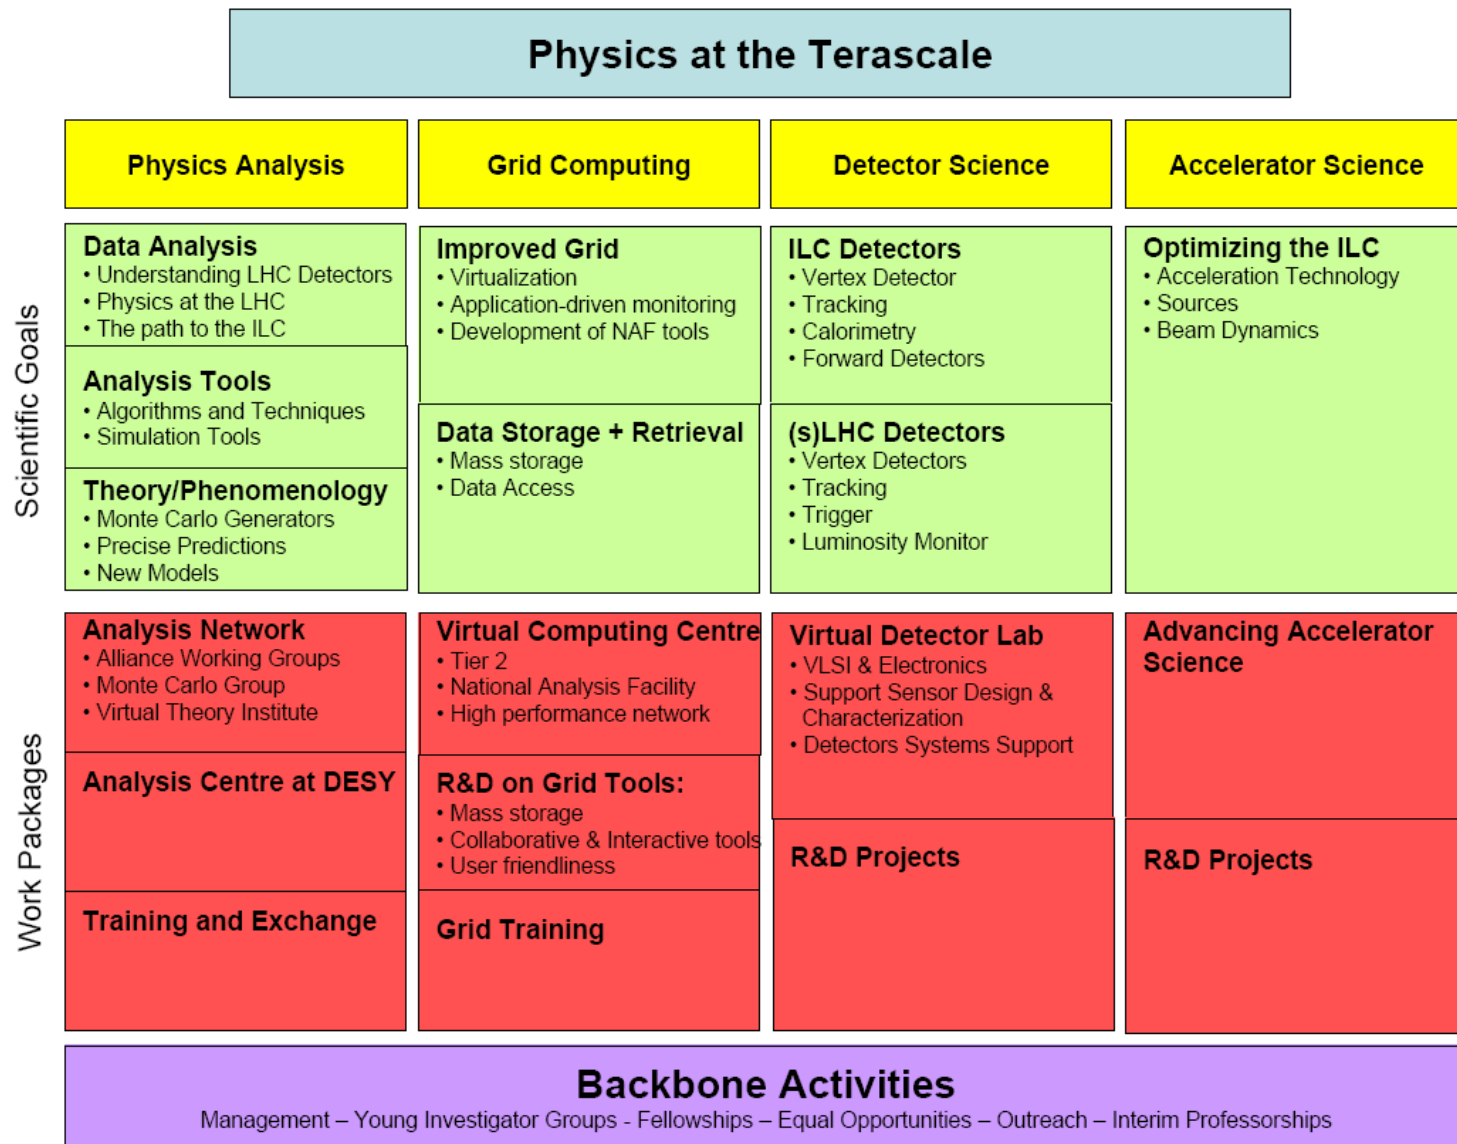 Physics at the Terascale
Physics Analysis
Grid Computing
Detector Science
Accelerator Science
Scientific Goals
Data Analysis
• Understanding LHC Detectors
• Physics at the LHC
• The path to the ILC
Analysis Tools
• Algorithms and Techniques
• Simulation Tools
Theory/Phenomenology
• Monte Carlo Generators
• Precise Predictions
• New Models
Improved Grid
• Virtualization
• Application-driven monitoring
• Development of NAF tools
Data Storage + Retrieval
• Mass storage
• Data Access
ILC Detectors
• Vertex Detector
• Tracking
• Calorimetry
• Forward Detectors
(s)LHC Detectors
• Vertex Detectors
• Tracking
• Trigger
• Luminosity Monitor
Optimizing the ILC
• Acceleration Technology
• Sources
• Beam Dynamics
Work Packages
Analysis Network
• Alliance Working Groups
• Monte Carlo Group
• Virtual Theory Institute
Analysis Centre at DESY
Training and Exchange
Virtual Computing Centre
• Tier 2
• National Analysis Facility
• High performance network
R&D on Grid Tools:
• Mass storage
• Collaborative & Interactive tools
• User friendliness
Grid Training
Virtual Detector Lab
• VLSI & Electronics
• Support Sensor Design &
Characterization
• Detectors Systems Support
R&D Projects
Advancing Accelerator
Science
R&D Projects
Backbone Activities
Management – Young Investigator Groups - Fellowships – Equal Opportunities – Outreach – Interim Professorships